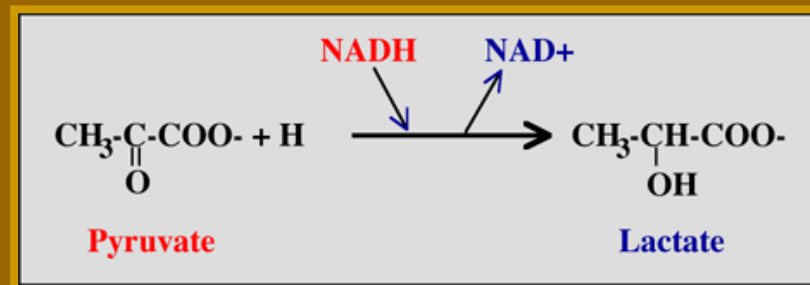 NADH NAD+
CH3-C-COO- + H CH3-CH-COO-
O OH
Pyruvate Lactate